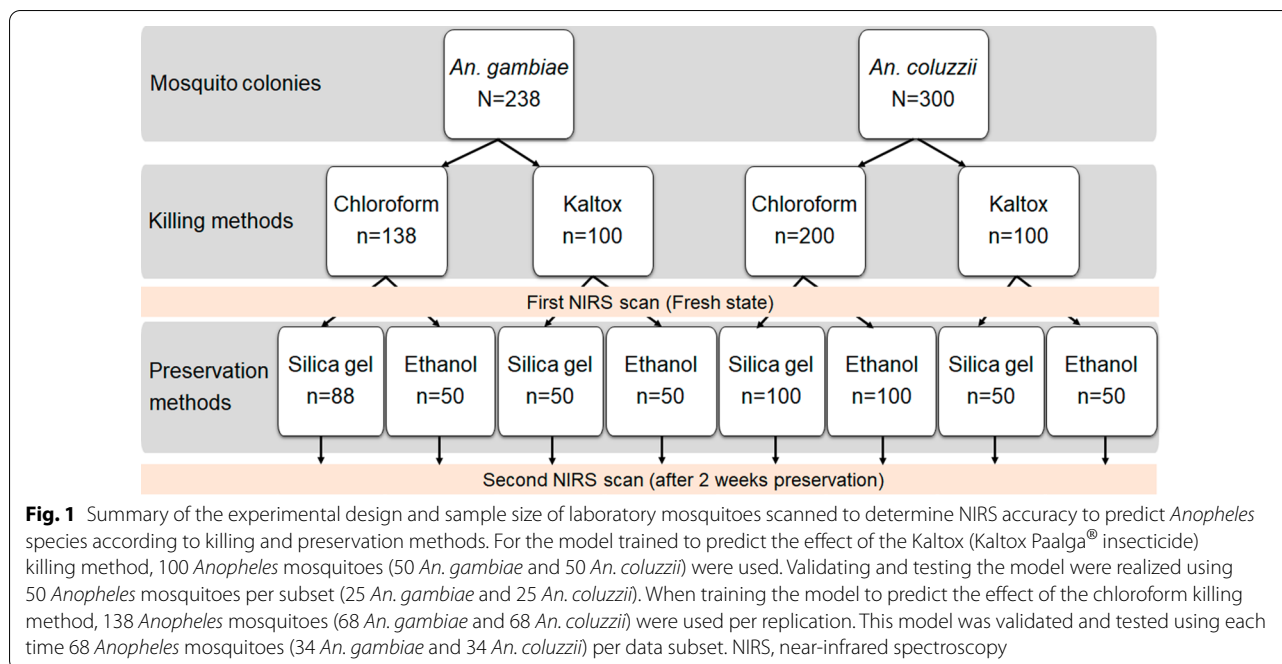 Mosquito colonies
An. gambiae
N=238
An. coluzzii
N=300
Killing methods
Chloroform
n=138
Kaltox
n=100
Chloroform
n=200
Kaltox
n=100
First NIRS scan (Fresh state)
Preservation
methods
Silica gel
n=88
Ethanol
n=50
Silica gel
n=50
Ethanol
n=50
Silica gel
n=100
Ethanol
n=100
Silica gel
n=50
Ethanol
n=50
Second NIRS scan (after 2 weeks preservation)
Fig. 1 Summary of the experimental design and sample size of laboratory mosquitoes scanned to determine NIRS accuracy to predict Anopheles
species according to killing and preservation methods. For the model trained to predict the effect of the Kaltox (Kaltox Paalga® insecticide)
killing method, 100 Anopheles mosquitoes (50 An. gambiae and 50 An. coluzzii) were used. Validating and testing the model were realized using
50 Anopheles mosquitoes per subset (25 An. gambiae and 25 An. coluzzii). When training the model to predict the effect of the chloroform killing
method, 138 Anopheles mosquitoes (68 An. gambiae and 68 An. coluzzii) were used per replication. This model was validated and tested using each
time 68 Anopheles mosquitoes (34 An. gambiae and 34 An. coluzzii) per data subset. NIRS, near-infrared spectroscopy